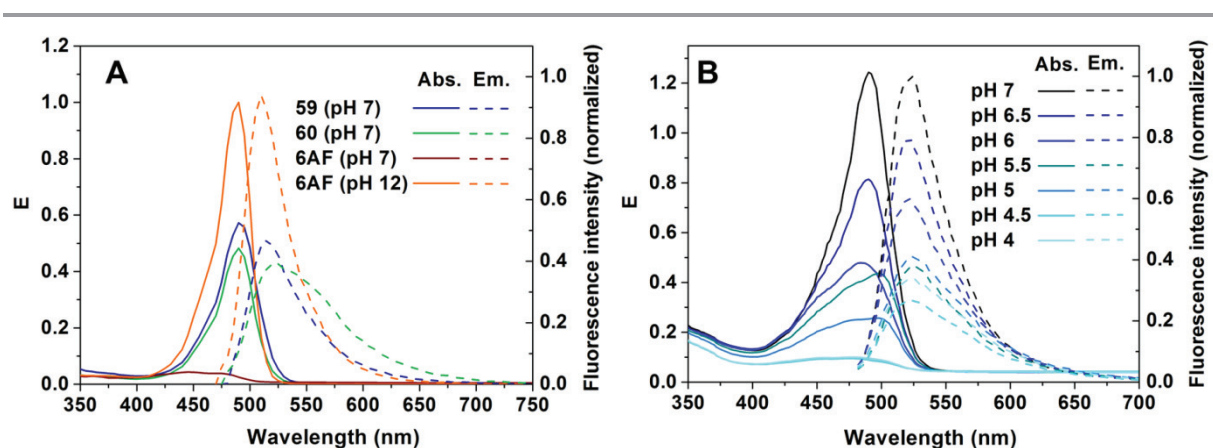 A
Abs. Em.
59 (pH 7)
60 (pH 7)
6AF (pH 7)
6AF (pH 12)
1.2
1.0
0.8
0.6
0.4
0.2
0.0
E
1.0
0.8
0.6
0.4
0.2
0.0
Fluorescence intensity (normalized)
350 400 450 500 550 600 650 700 750
Wavelength (nm)
B
Abs. Em.
pH 7
pH 6.5
pH 6
pH 5.5
pH 5
pH 4.5
pH 4
1.2
1.0
0.8
0.6
0.4
0.2
0.0
E
1.0
0.8
0.6
0.4
0.2
0.0
Fluorescence intensity (normalized)
350 400 450 500 550 600 650 700
Wavelength (nm)